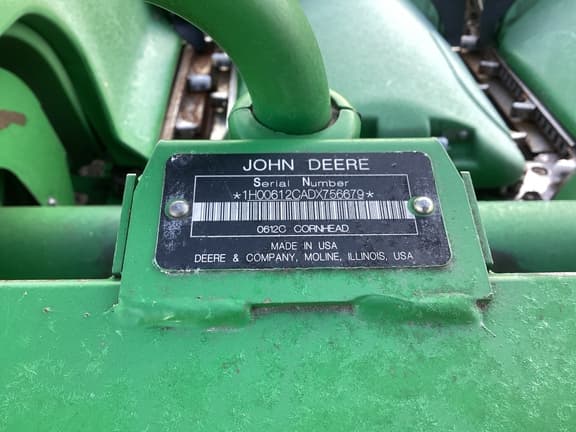 JOHN DEERE
Serial Number
*1H00612CADX756679*
0612C CORNHEAD
MADE IN USA
DEERE & COMPANY, MOLINE, ILLINOIS, USA